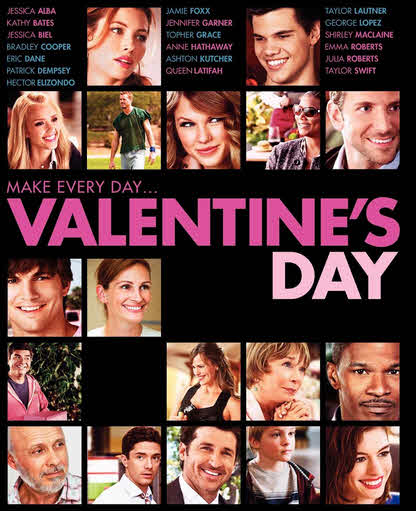 JESSICA ALBA
KATHY BATES
JESSICA BIEL
BRADLEY COOPER
ERIC DANE
PATRICK DEMPSEY
HECTOR ELIZONDO
JAMIE FOXX
JENNIFER GARNER
TOPHER GRACE
ANNE HATHAWAY
ASHTON KUTCHER
QUEEN LATIFAH
TAYLOR LAUTNER
GEORGE LOPEZ
SHIRLEY MACLAINE
EMMA ROBERTS
JULIA ROBERTS
TAYLOR SWIFT
MAKE EVERY DAY...
VALENTINE'S
DAY